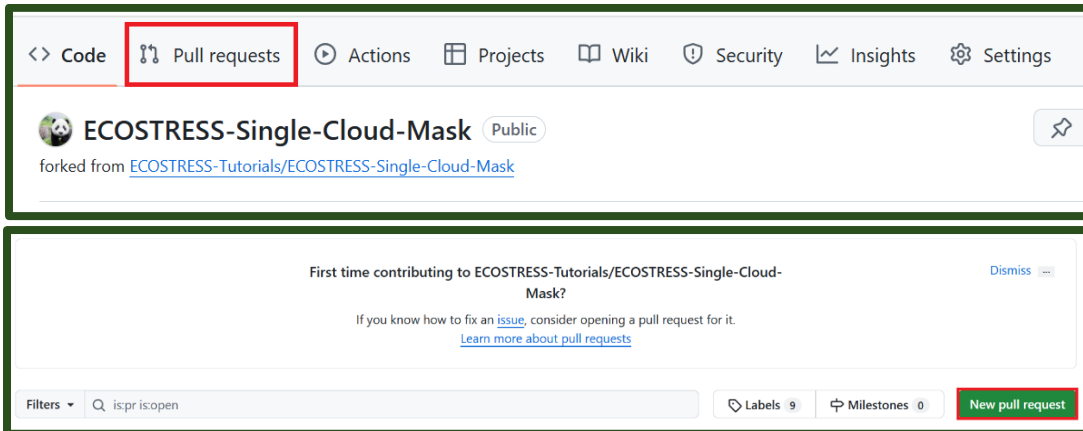 <> Code Pull requests Actions Projects Wiki Security Insights Settings
ECOSTRESS-Single-Cloud-Mask Public
forked from ECOSTRESS-Tutorials/ECOSTRESS-Single-Cloud-Mask
First time contributing to ECOSTRESS-Tutorials/ECOSTRESS-Single-Cloud-
Mask?
Dismiss ...
If you know how to fix an issue, consider opening a pull request for it.
Learn more about pull requests
Filters is:pr is:open Labels 9 Milestones 0 New pull request